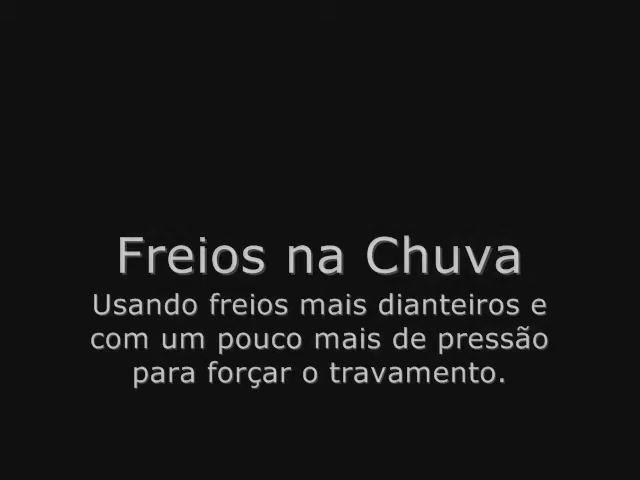 Freios na Chuva
Usando freios mais dianteiros e
com um pouco mais de pressão
para forçar o travamento.